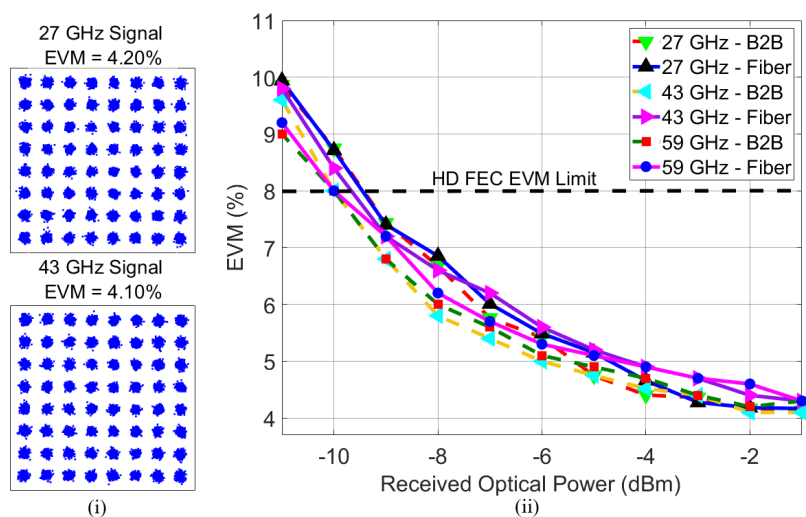 27 GHz Signal
EVM = 4.20%
43 GHz Signal
EVM = 4.10%
(i)
EVM (%)
11
10
9
8
7
6
5
4
HD FEC EVM Limit
27 GHz - B2B
27 GHz - Fiber
43 GHz - B2B
43 GHz - Fiber
59 GHz - B2B
59 GHz - Fiber
-10 -8 -6 -4 -2
Received Optical Power (dBm)
(ii)